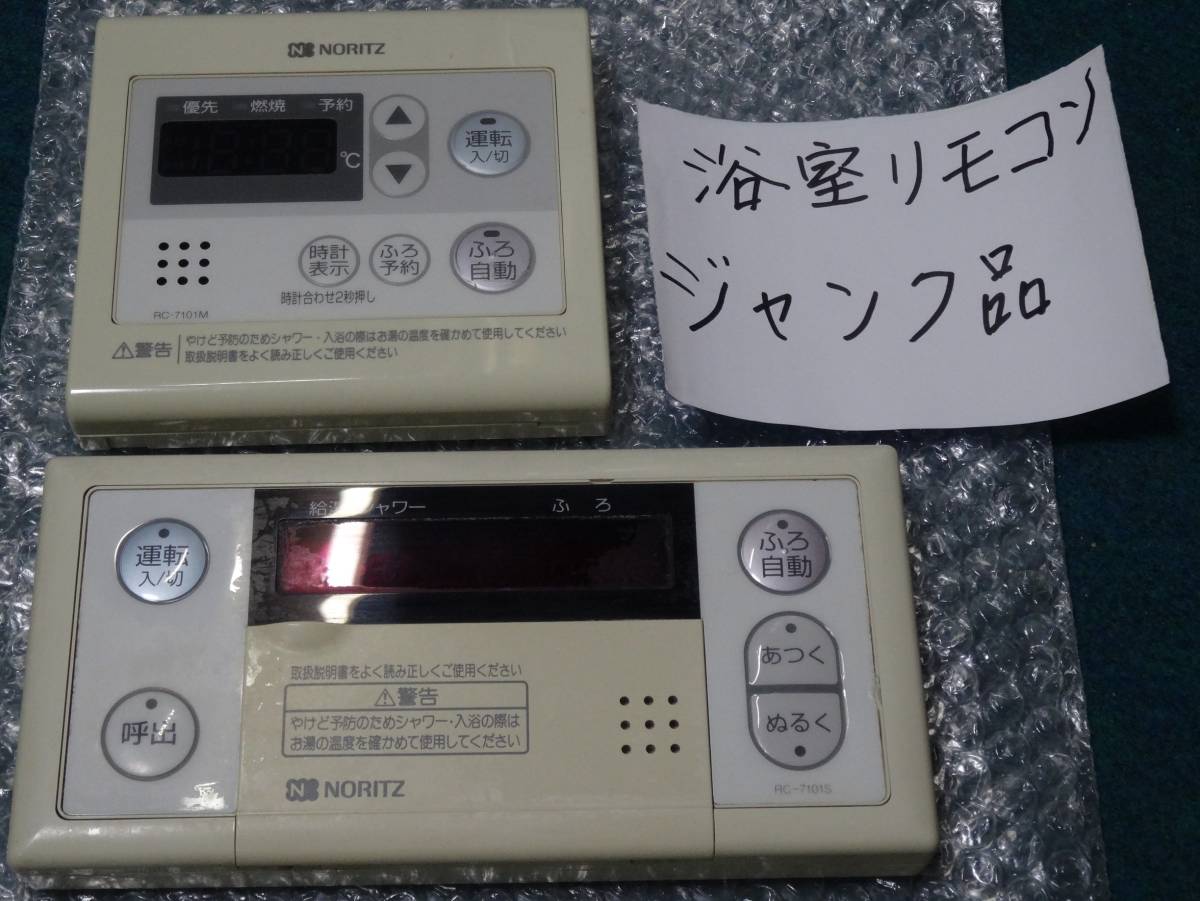 NORITZ
優先 燃焼 予約
℃
▲
▼
運転
入/切
時計
表示
ふろ
予約
ふろ
自動
時計合わせ2秒押し
RC-7101M
警告
やけど予防のためシャワー・入浴の際はお湯の温度を確かめて使用してください
取扱説明書をよく読み正しくご使用ください
浴室リモコン
ジャンク品
給湯 シャワー ふろ
運転
入/切
呼出
取扱説明書をよく読み正しくご使用ください
警告
やけど予防のためシャワー・入浴の際は
お湯の温度を確かめて使用してください
NORITZ
ふろ
自動
あつく
ぬるく
RC-7101S